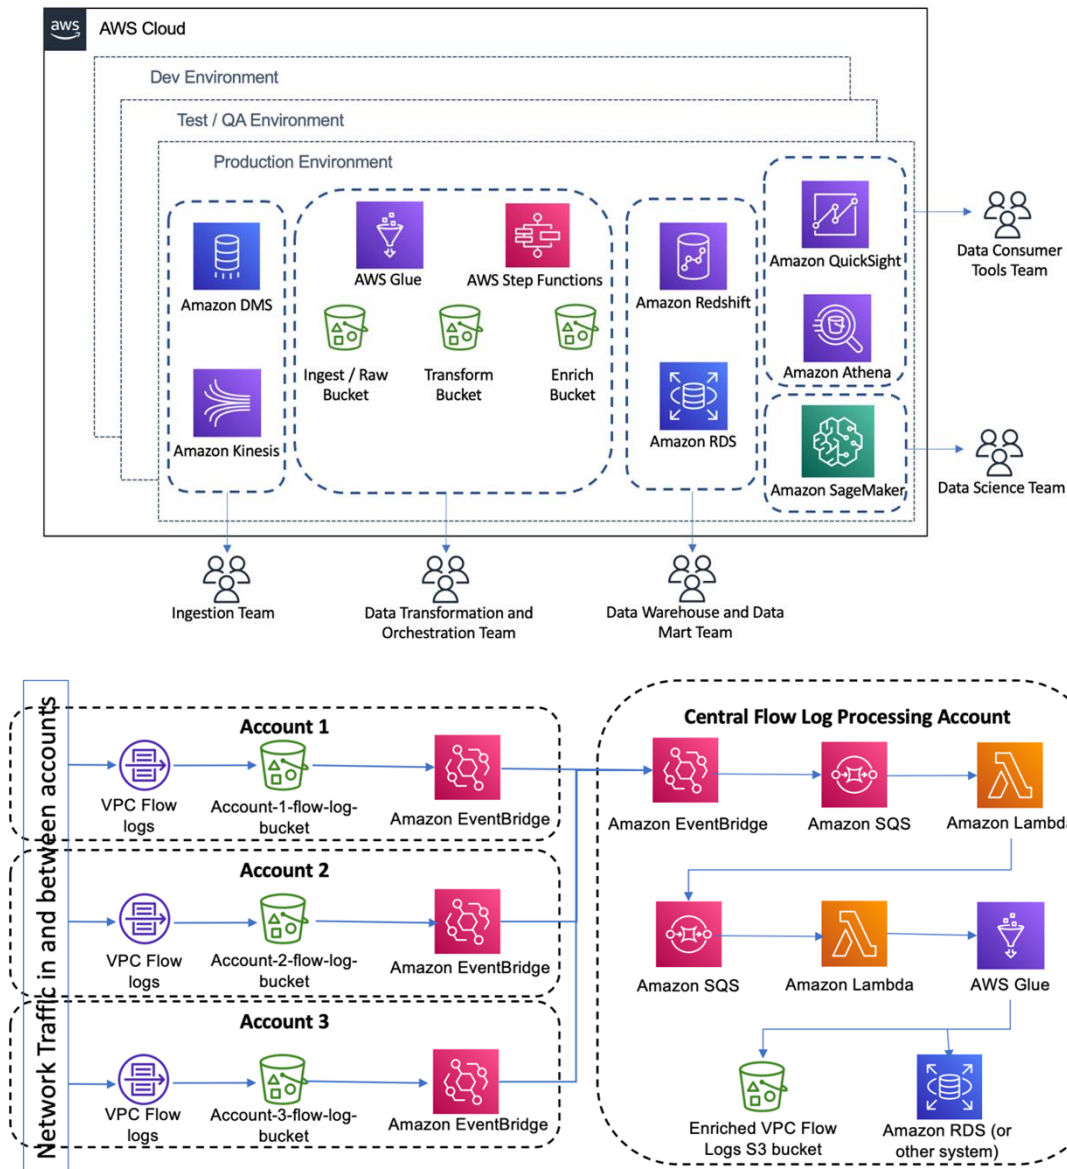 aws
AWS Cloud
Dev Environment
Test / QA Environment
Production Environment
Amazon DMS
Amazon Kinesis
AWS Glue
AWS Step Functions
Ingest / Raw
Bucket
Transform
Bucket
Enrich
Bucket
Amazon Redshift
Amazon RDS
Amazon QuickSight
Amazon Athena
Amazon SageMaker
Data Consumer
Tools Team
Data Science Team
Ingestion Team
Data Transformation and
Orchestration Team
Data Warehouse and Data
Mart Team
Network Traffic in and between accounts
Account 1
VPC Flow
logs
Account-1-flow-log-
bucket
Amazon EventBridge
Account 2
VPC Flow
logs
Account-2-flow-log-
bucket
Amazon EventBridge
Account 3
VPC Flow
logs
Account-3-flow-log-
bucket
Amazon EventBridge
Central Flow Log Processing Account
Amazon EventBridge
Amazon SQS
Amazon Lambda
Amazon SQS
Amazon Lambda
AWS Glue
Enriched VPC Flow
Logs S3 bucket
Amazon RDS (or
other system)